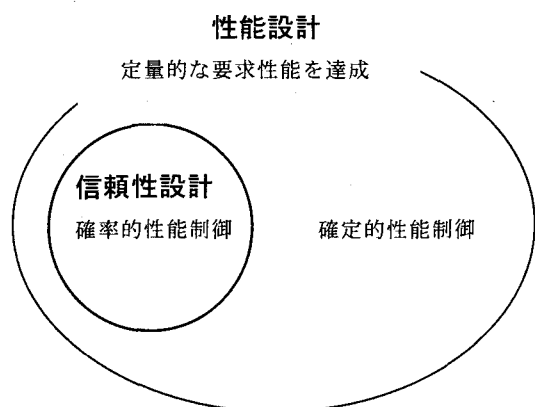 性能設計
定量的な要求性能を達成
信頼性設計
確率的性能制御
確定的性能制御